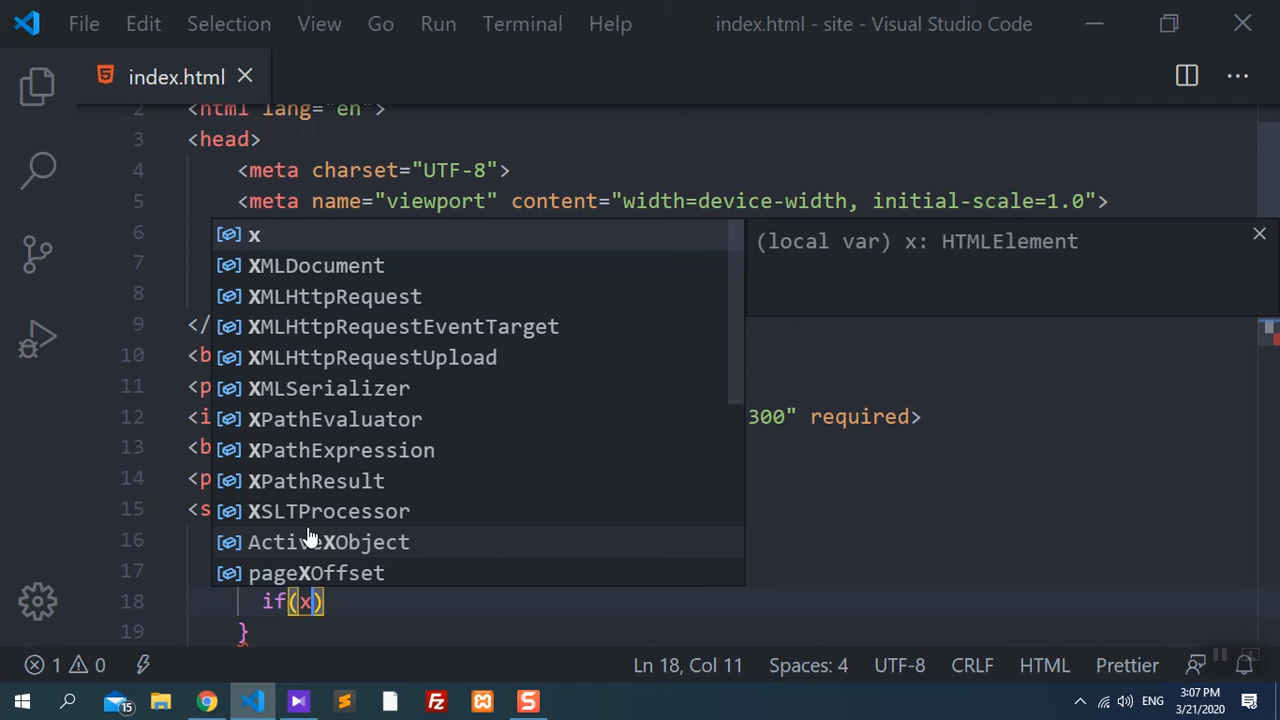 File Edit Selection View Go Run Terminal Help index.html - site - Visual Studio Code
index.html
2 <html lang="en">
3 <head>
4 <meta charset="UTF-8">
5 <meta name="viewport" content="width=device-width, initial-scale=1.0">
6 x (local var) x: HTMLElement
7 XMLDocument
8 XMLHttpRequest
9 </ XMLHttpRequestEventTarget
10 <b XMLHttpRequestUpload
11 <p XMLSerializer
12 <i XPathEvaluator 300" required>
13 <b XPathExpression
14 <p XPathResult
15 <s XSLTProcessor
16 ActiveXObject
17 pageXOffset
18 if(x)
19 }
1 0 Ln 18, Col 11 Spaces: 4 UTF-8 CRLF HTML Prettier
15 ENG 3:07 PM
3/21/2020